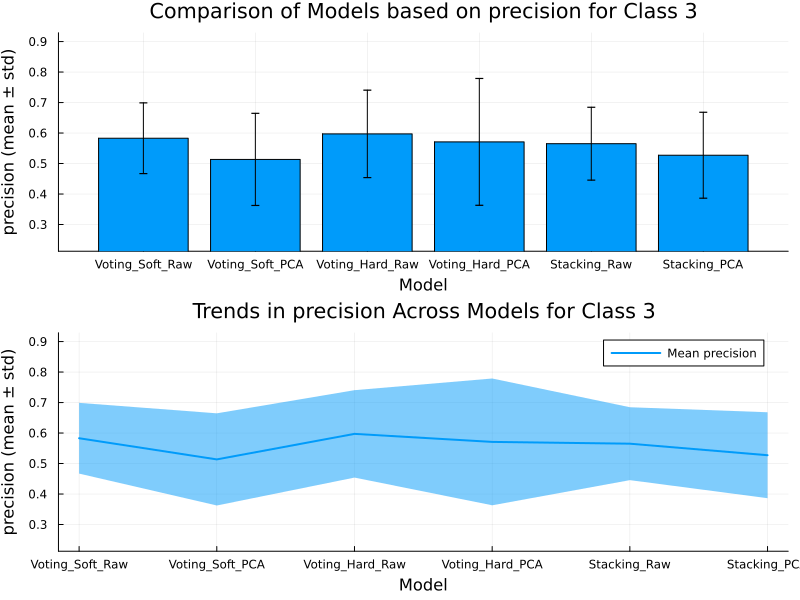 Comparison of Models based on precision for Class 3
precision (mean ± std)
0.9
0.8
0.7
0.6
0.5
0.4
0.3
Voting_Soft_Raw Voting_Soft_PCA Voting_Hard_Raw Voting_Hard_PCA Stacking_Raw Stacking_PCA
Model
Trends in precision Across Models for Class 3
precision (mean ± std)
0.9
0.8
0.7
0.6
0.5
0.4
0.3
Mean precision
Voting_Soft_Raw Voting_Soft_PCA Voting_Hard_Raw Voting_Hard_PCA Stacking_Raw Stacking_PC
Model